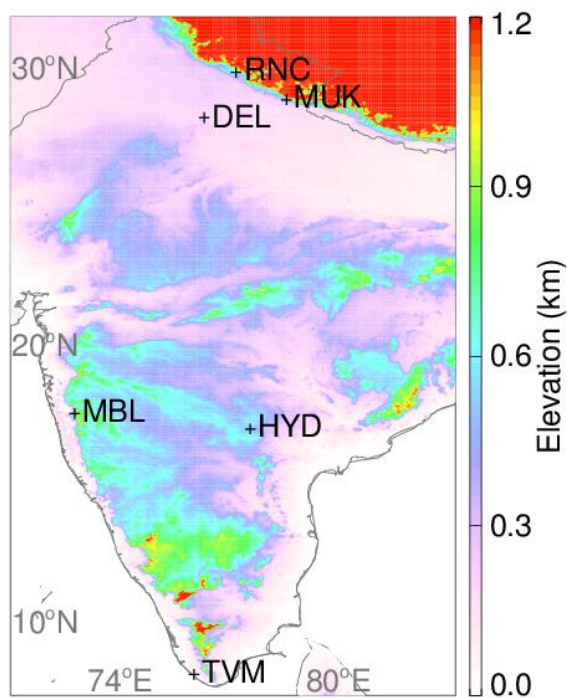 1.2
30°N
+RNC
+MUK
+DEL
0.9
Elevation (km)
20°N
0.6
+MBL
+HYD
0.3
10°N
+TVM
74°E
80°E
0.0